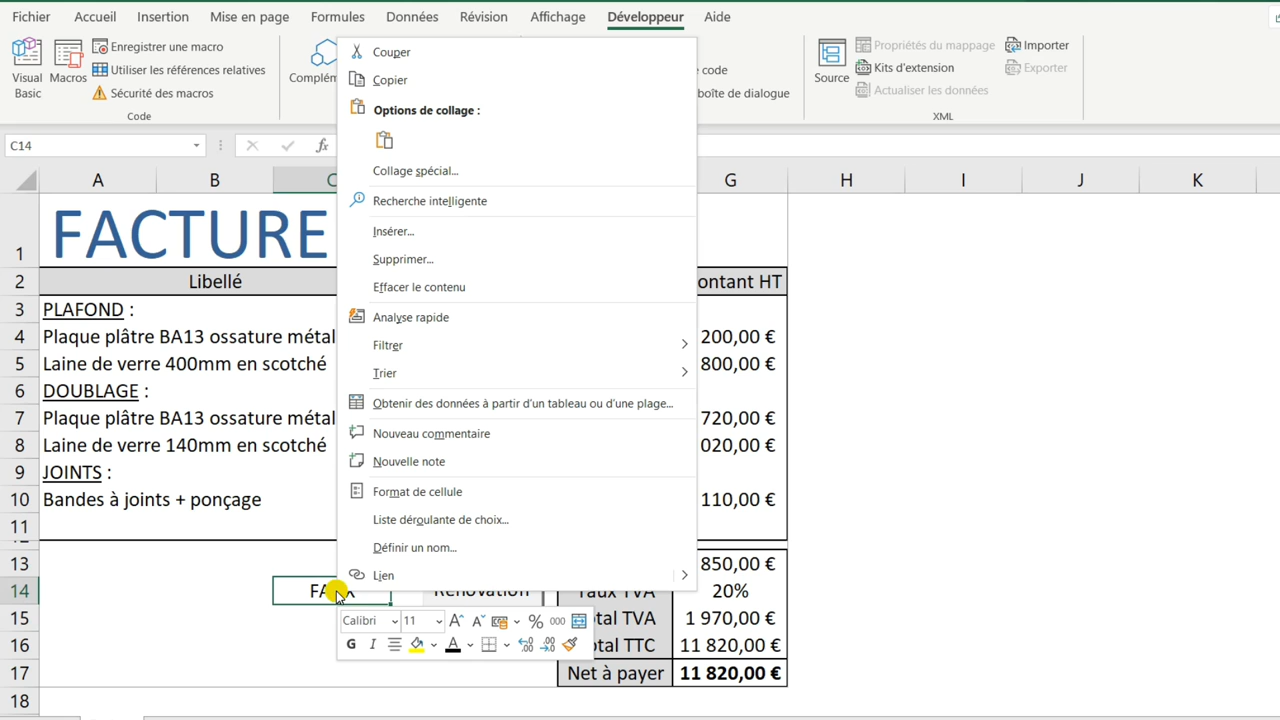 Fichier Accueil Insertion Mise en page Formules Données Révision Affichage Développeur Aide
Visual Basic
Macros
Enregistrer une macro
Utiliser les références relatives
Sécurité des macros
Code
code
boîte de dialogue
Source
Propriétés du mappage
Kits d'extension
Actualiser les données
Importer
Exporter
XML
C14
fx
A B C G H I J K
1 FACTURE
2 Libellé ontant HT
3 PLAFOND :
4 Plaque plâtre BA13 ossature métal 200,00 €
5 Laine de verre 400mm en scotché 800,00 €
6 DOUBLAGE :
7 Plaque plâtre BA13 ossature métal 720,00 €
8 Laine de verre 140mm en scotché 020,00 €
9 JOINTS :
10 Bandes à joints + ponçage 110,00 €
11
13 850,00 €
14 Rénovation Taux TVA 20%
15 tal TVA 1 970,00 €
16 tal TTC 11 820,00 €
17 Net à payer 11 820,00 €
18
Couper
Copier
Options de collage :
Collage spécial...
Recherche intelligente
Insérer...
Supprimer...
Effacer le contenu
Analyse rapide
Filtrer
Trier
Obtenir des données à partir d'un tableau ou d'une plage...
Nouveau commentaire
Nouvelle note
Format de cellule
Liste déroulante de choix...
Définir un nom...
Lien
Calibri 11 A A % 000
G I A